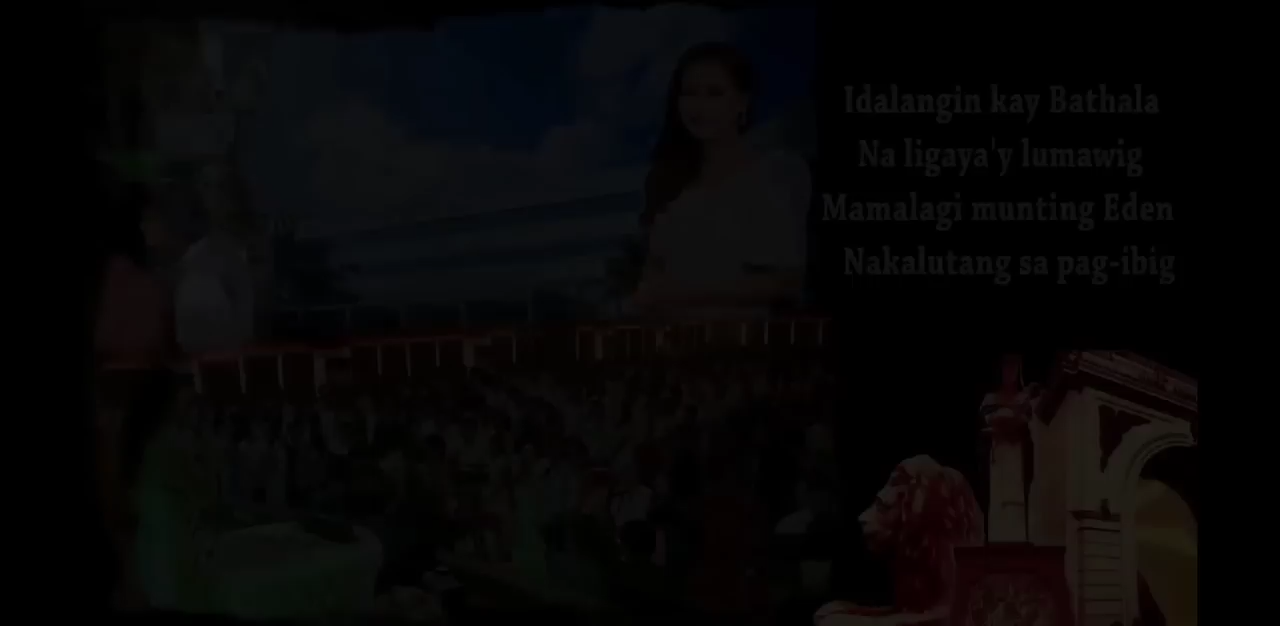 Idalangin kay Bathala
Na ligaya'y lumawig
Mamalagi munting Eden
Nakalutang sa pag-ibig